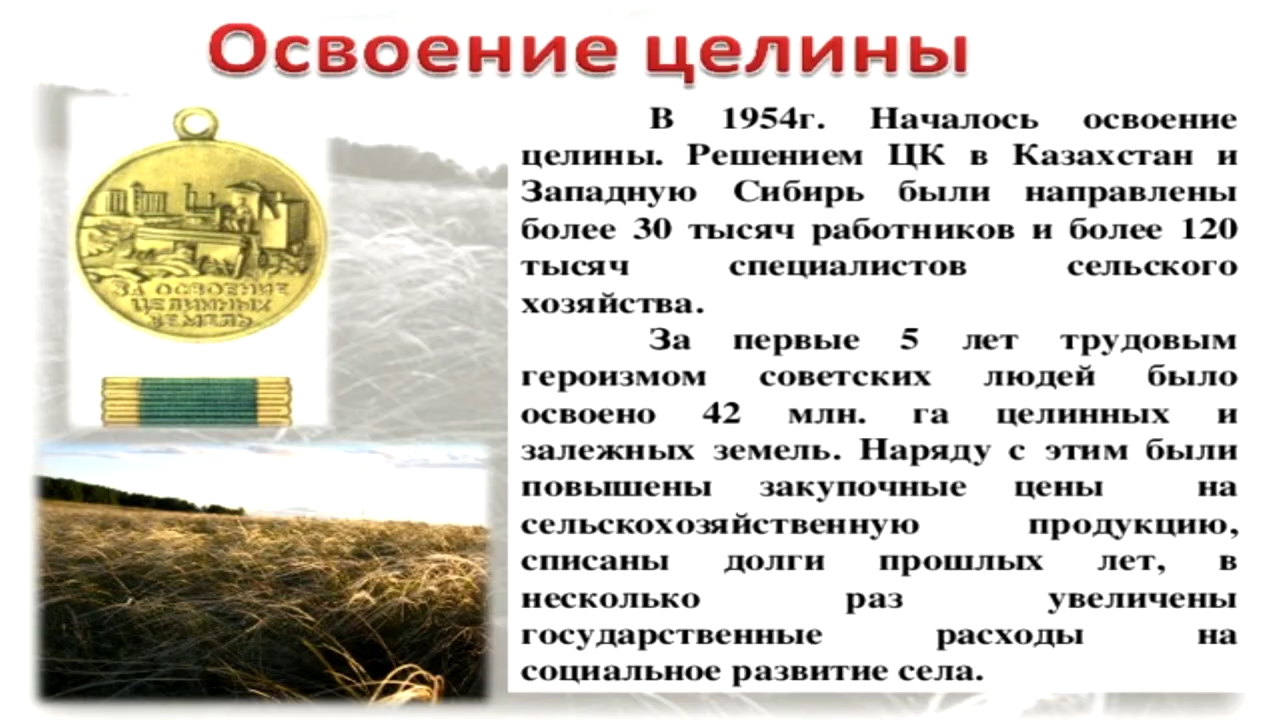 Освоение целины
В 1954г. Началось освоение
целины. Решением ЦК в Казахстан и
Западную Сибирь были направлены
более 30 тысяч работников и более 120
тысяч специалистов сельского
хозяйства.
За первые 5 лет трудовым
героизмом советских людей было
освоено 42 млн. га целинных и
залежных земель. Наряду с этим были
повышены закупочные цены на
сельскохозяйственную продукцию,
списаны долги прошлых лет, в
несколько раз увеличены
государственные расходы на
социальное развитие села.
ЗА ОСВОЕНИЕ
ЦЕЛИННЫХ
ЗЕМЕЛЬ